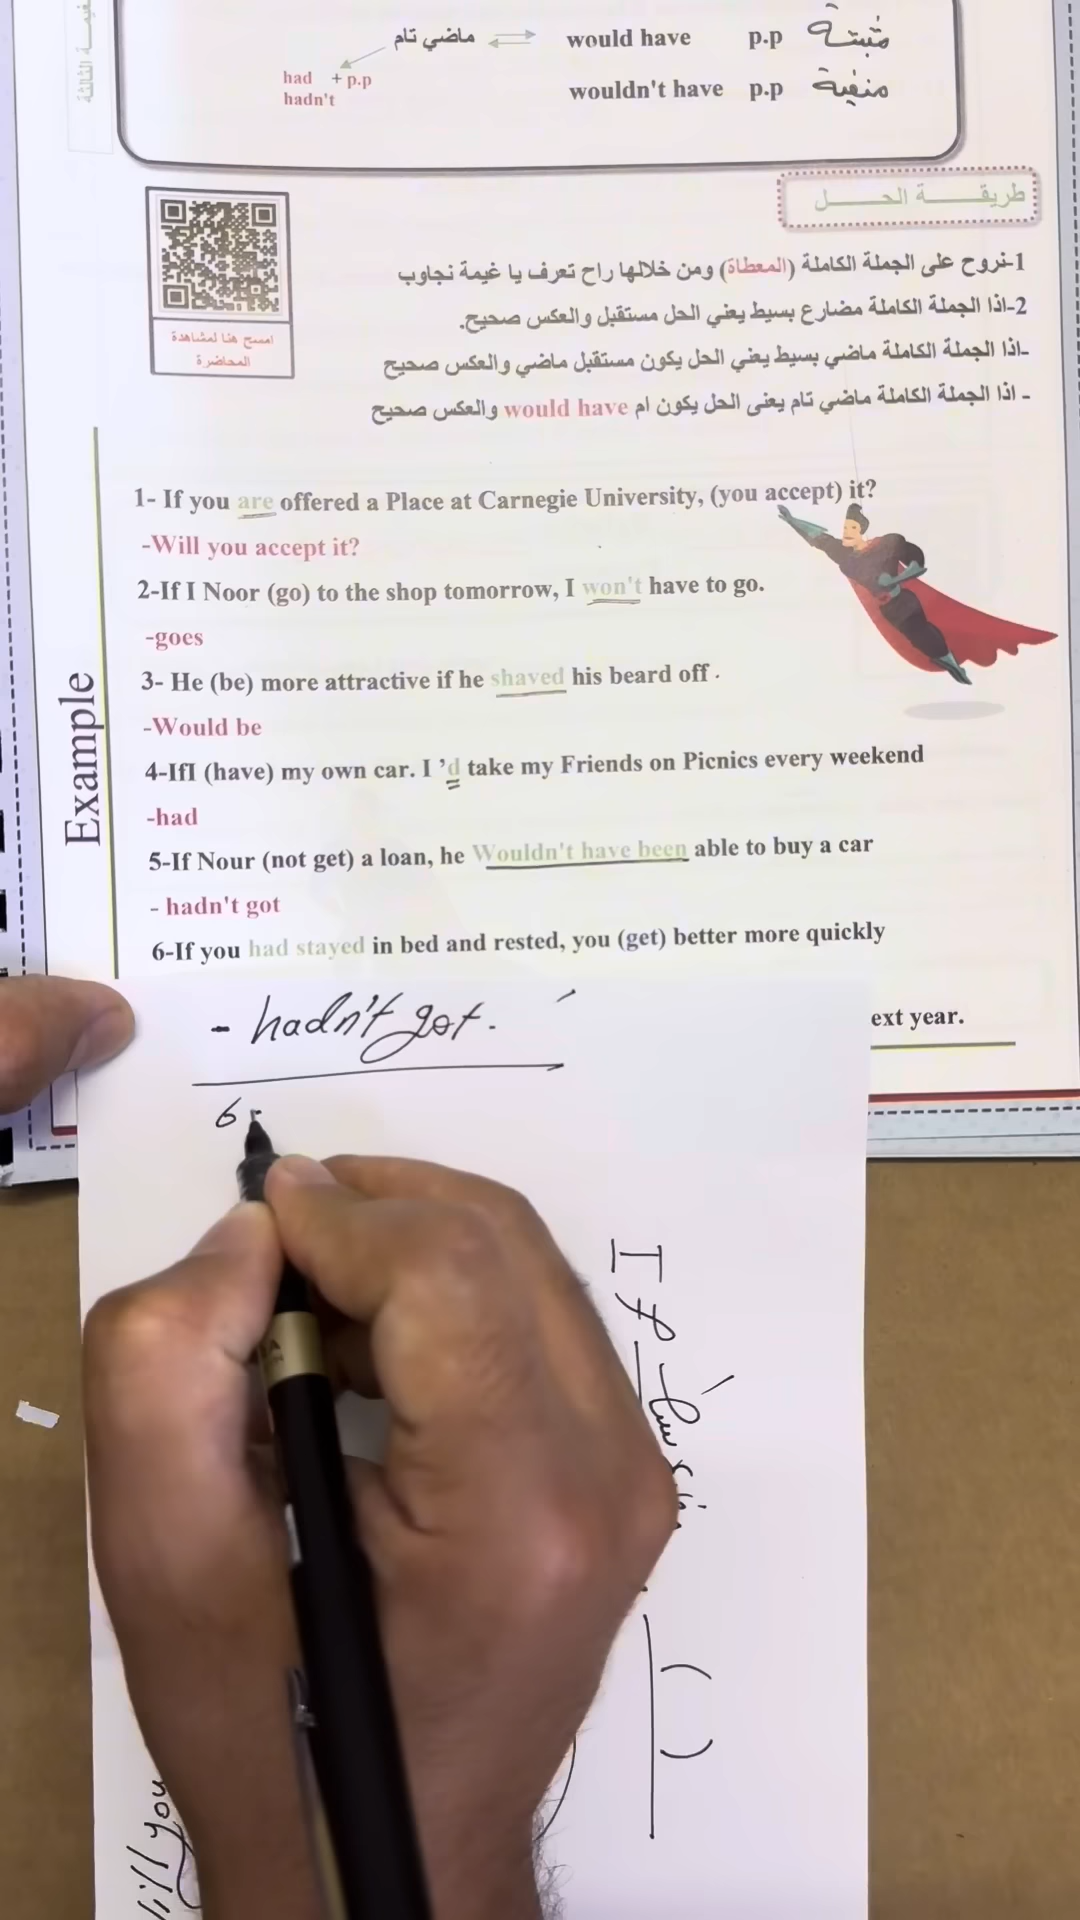 ماضي تام ⇌ would have p.p مثبتة
had + p.p
hadn't
wouldn't have p.p منفية
طريقـــة الحـــل
امسح هنا لمشاهدة
المحاضرة
1-نروح على الجملة الكاملة (المعطاة) ومن خلالها راح تعرف يا غيمة نجاوب
2-اذا الجملة الكاملة مضارع بسيط يعني الحل مستقبل والعكس صحيح.
-اذا الجملة الكاملة ماضي بسيط يعني الحل يكون مستقبل ماضي والعكس صحيح
- اذا الجملة الكاملة ماضي تام يعنى الحل يكون ام would have والعكس صحيح
Example
1- If you are offered a Place at Carnegie University, (you accept) it?
-Will you accept it?
2-If I Noor (go) to the shop tomorrow, I won't have to go.
-goes
3- He (be) more attractive if he shaved his beard off .
-Would be
4-IfI (have) my own car. I 'd take my Friends on Picnics every weekend
-had
5-If Nour (not get) a loan, he Wouldn't have been able to buy a car
- hadn't got
6-If you had stayed in bed and rested, you (get) better more quickly
ext year.
- hadn't got.
6-
If
( )
you